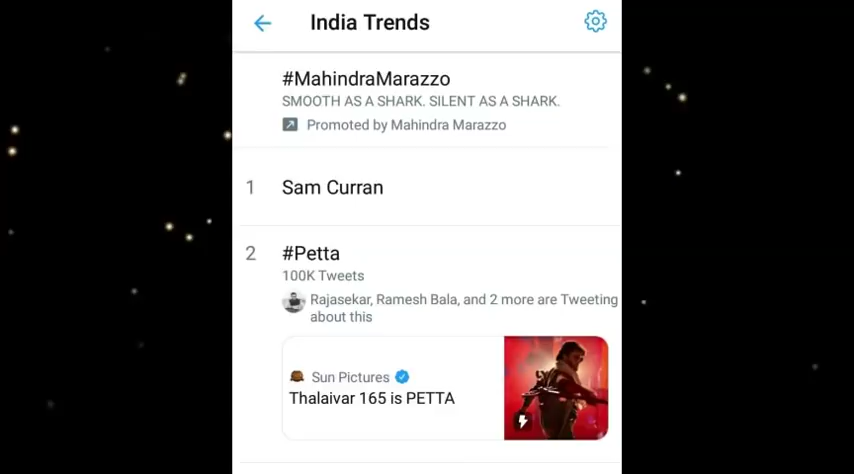 India Trends
#MahindraMarazzo
SMOOTH AS A SHARK. SILENT AS A SHARK.
Promoted by Mahindra Marazzo
1 Sam Curran
2 #Petta
100K Tweets
Rajasekar, Ramesh Bala, and 2 more are Tweeting
about this
Sun Pictures
Thalaivar 165 is PETTA